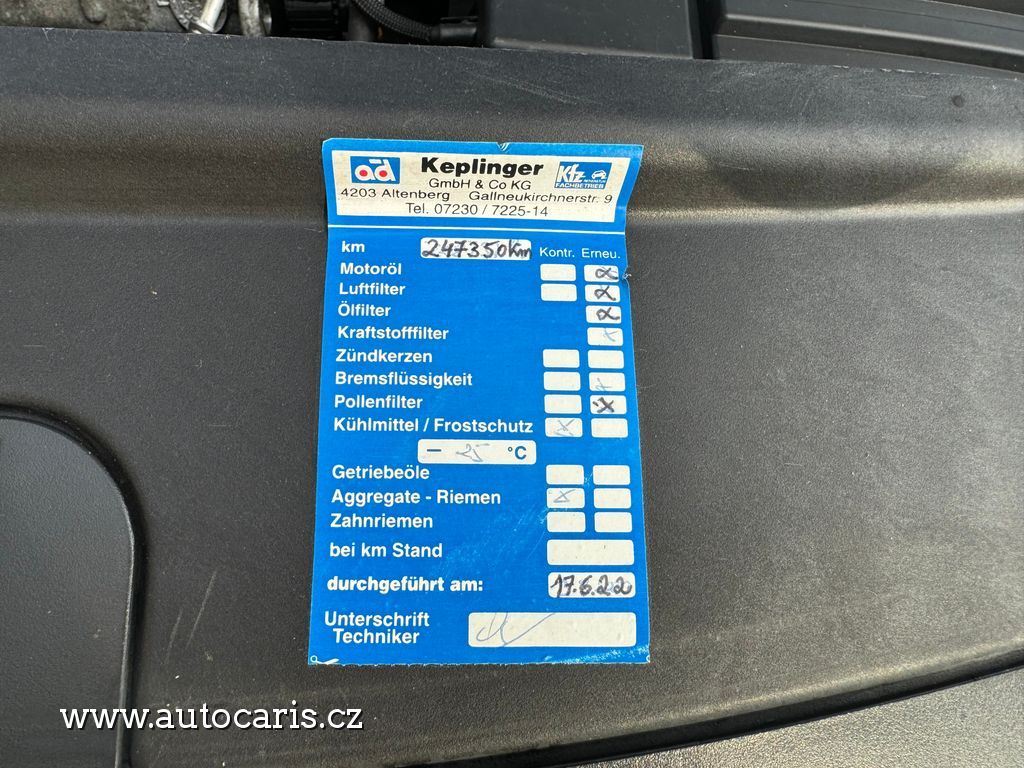 ad Keplinger Kfz
GmbH & Co KG FACHBETRIEB
4203 Altenberg Gallneukirchnerstr. 9
Tel. 07230 / 7225-14
km 247350Km Kontr. Erneu.
Motoröl x
Luftfilter x
Ölfilter x
Kraftstofffilter x
Zündkerzen
Bremsflüssigkeit x
Pollenfilter x
Kühlmittel / Frostschutz x
– 25 °C
Getriebeöle
Aggregate - Riemen x
Zahnriemen
bei km Stand
durchgeführt am: 17.6.22
Unterschrift
Techniker
www.autocaris.cz